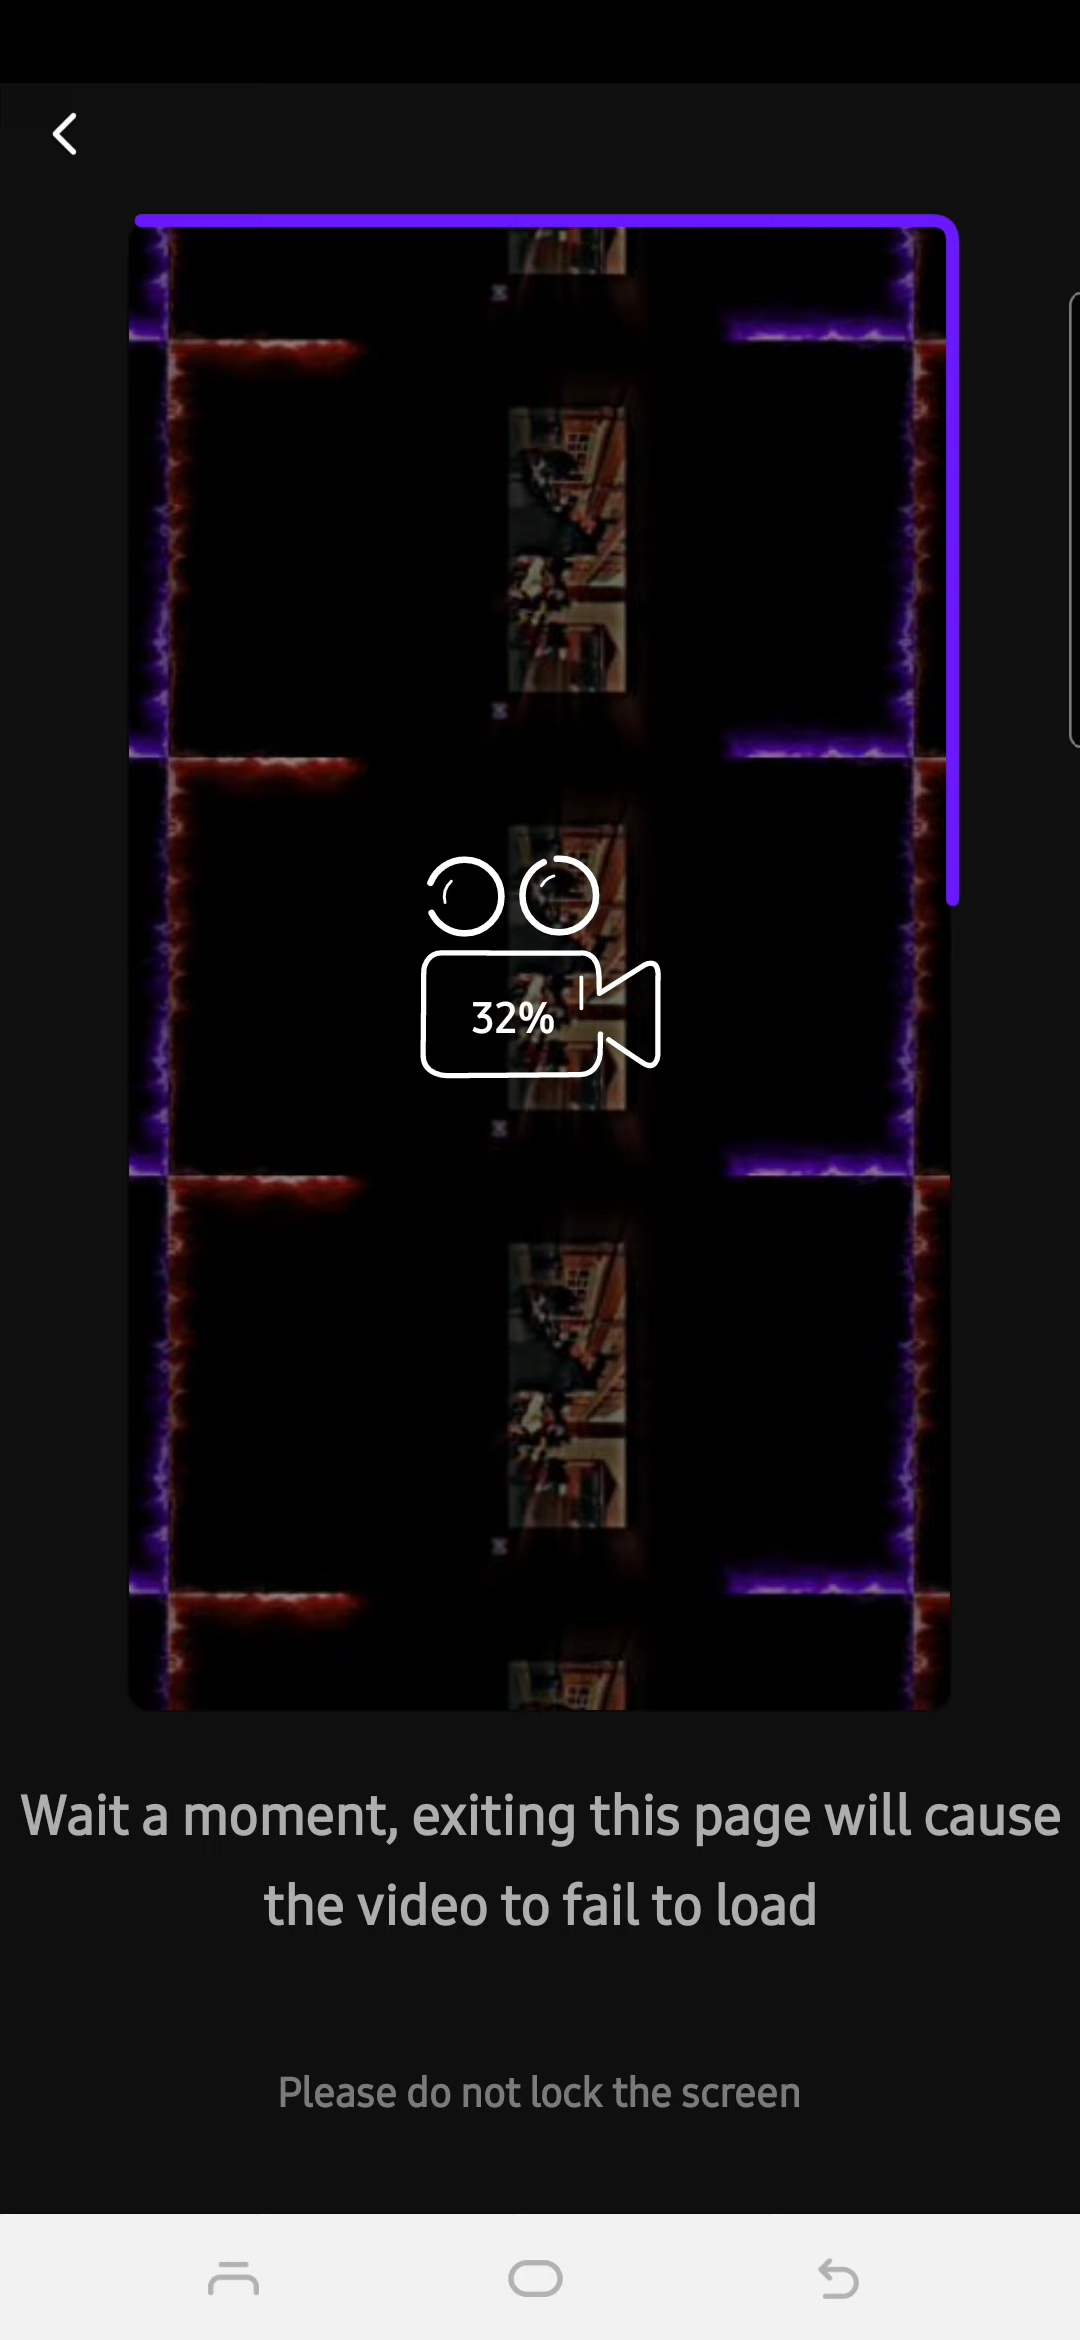 32%
Wait a moment, exiting this page will cause
the video to fail to load
Please do not lock the screen